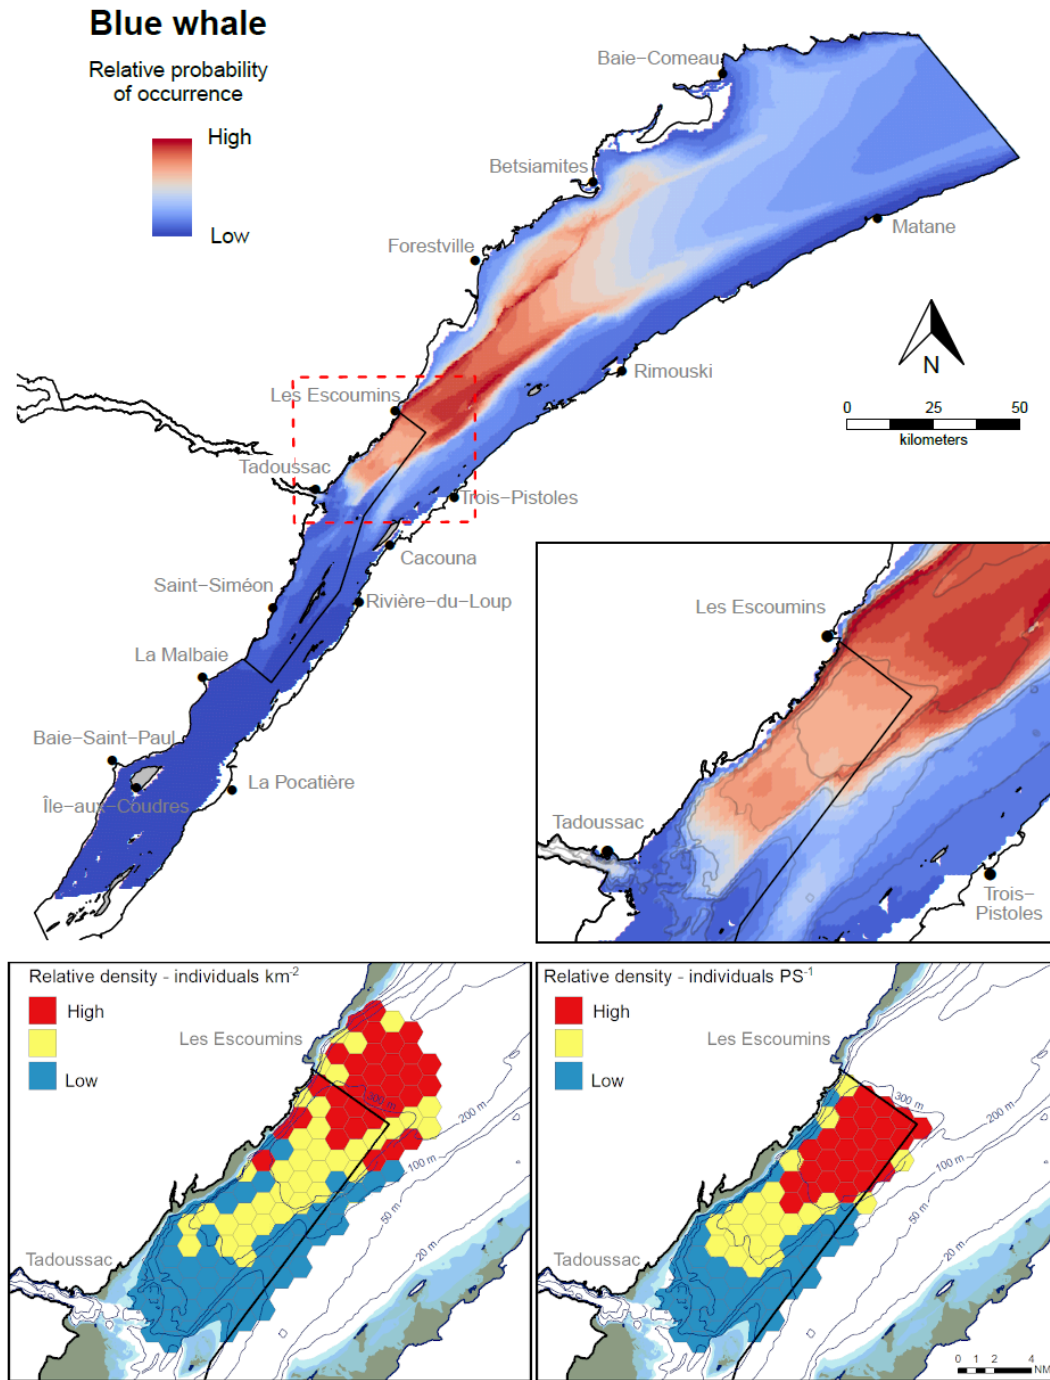 Blue whale
Relative probability
of occurrence
High
Low
Baie-Comeau
Betsiamites
Forestville
Matane
N
Rimouski
0 25 50
kilometers
Les Escoumins
Tadoussac
Trois-Pistoles
Cacouna
Saint-Siméon
Rivière-du-Loup
La Malbaie
Baie-Saint-Paul
La Pocatière
Île-aux-Coudres
Les Escoumins
Tadoussac
Trois-
Pistoles
Relative density - individuals km-2
High
Low
Les Escoumins
300 m
200 m
100 m
50 m
20 m
Tadoussac
Relative density - individuals PS-1
High
Low
Les Escoumins
300 m
200 m
100 m
50 m
20 m
Tadoussac
0 1 2 4
NM